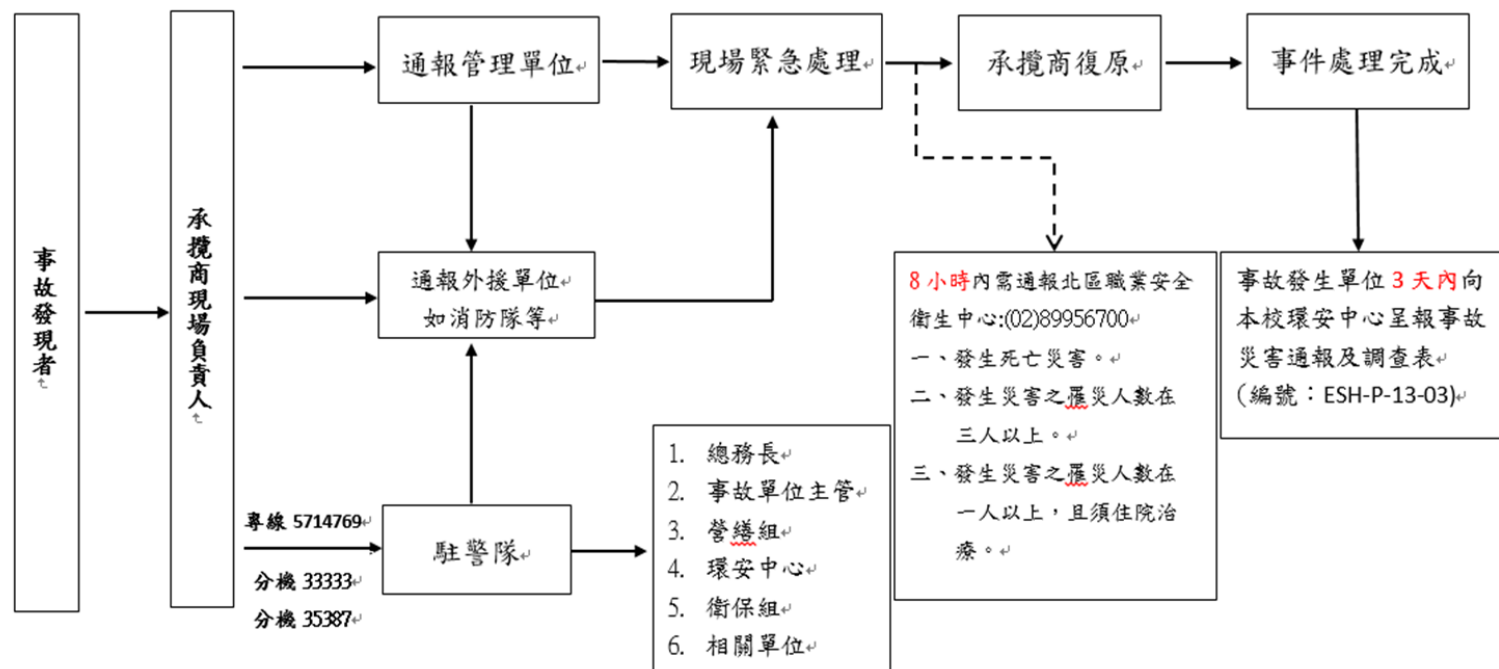 事故發現者
承攬商現場負責人
通報管理單位
現場緊急處理
承攬商復原
事件處理完成
通報外援單位
如消防隊等
專線 5714769
分機 33333
分機 35387
駐警隊
1. 總務長
2. 事故單位主管
3. 營繕組
4. 環安中心
5. 衛保組
6. 相關單位
8 小時內需通報北區職業安全
衛生中心:(02)89956700
一、發生死亡災害。
二、發生災害之罹災人數在
三人以上。
三、發生災害之罹災人數在
一人以上，且須住院治
療。
事故發生單位 3 天內向
本校環安中心呈報事故
災害通報及調查表
(編號：ESH-P-13-03)